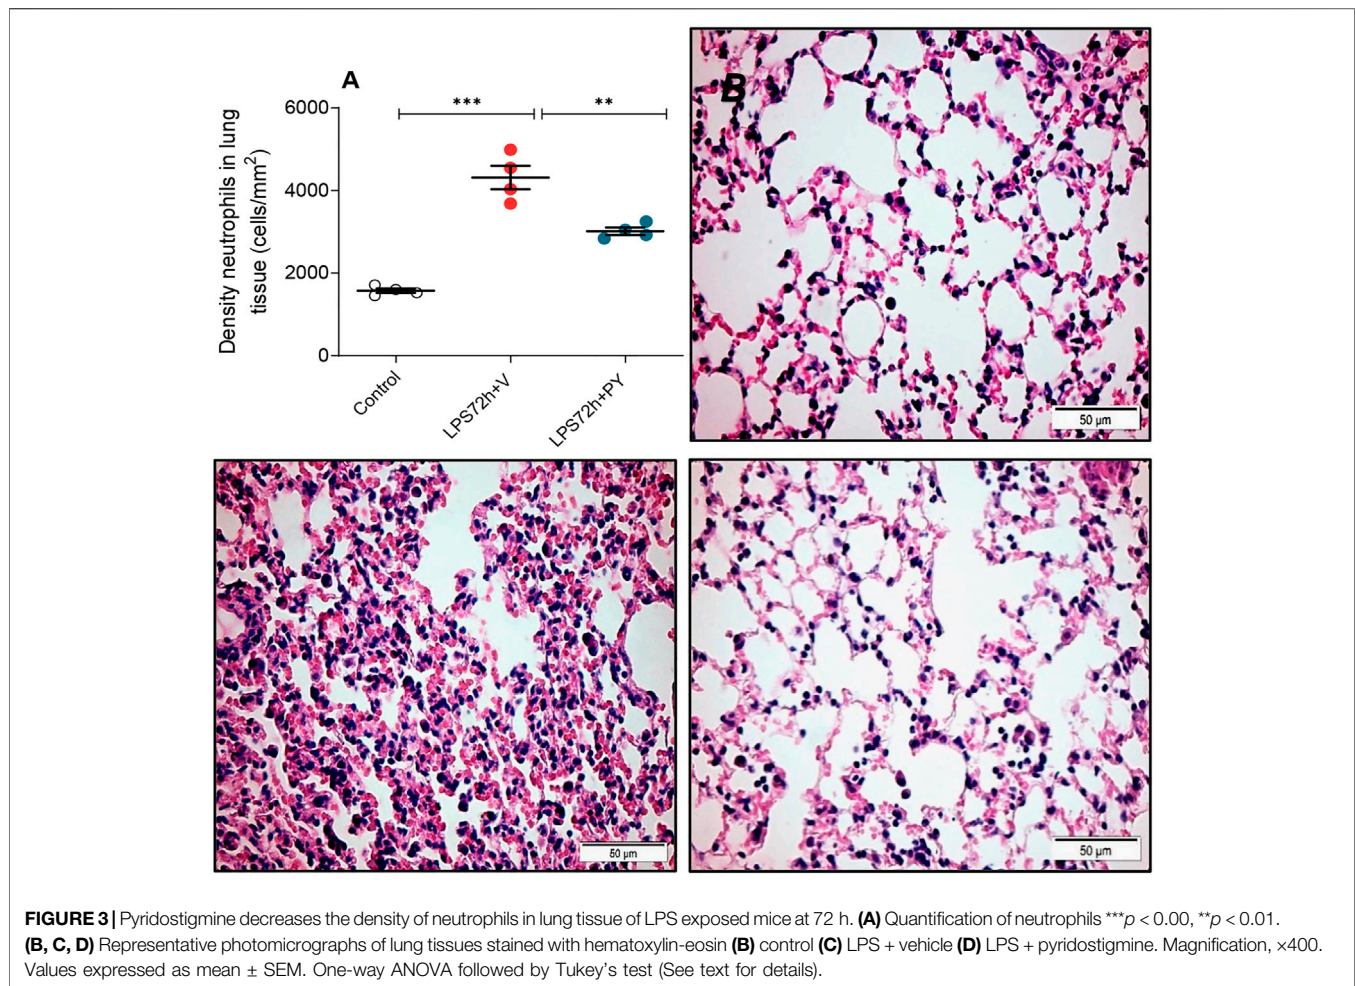 A
B
Density neutrophils in lung
tissue (cells/mm²)
6000
4000
2000
0
***
**
Control
LPS72h+V
LPS72h+PY
50 µm
50 µm
50 µm
FIGURE 3 | Pyridostigmine decreases the density of neutrophils in lung tissue of LPS exposed mice at 72 h. (A) Quantification of neutrophils ***p < 0.00, **p < 0.01.
(B, C, D) Representative photomicrographs of lung tissues stained with hematoxylin-eosin (B) control (C) LPS + vehicle (D) LPS + pyridostigmine. Magnification, ×400.
Values expressed as mean ± SEM. One-way ANOVA followed by Tukey’s test (See text for details).